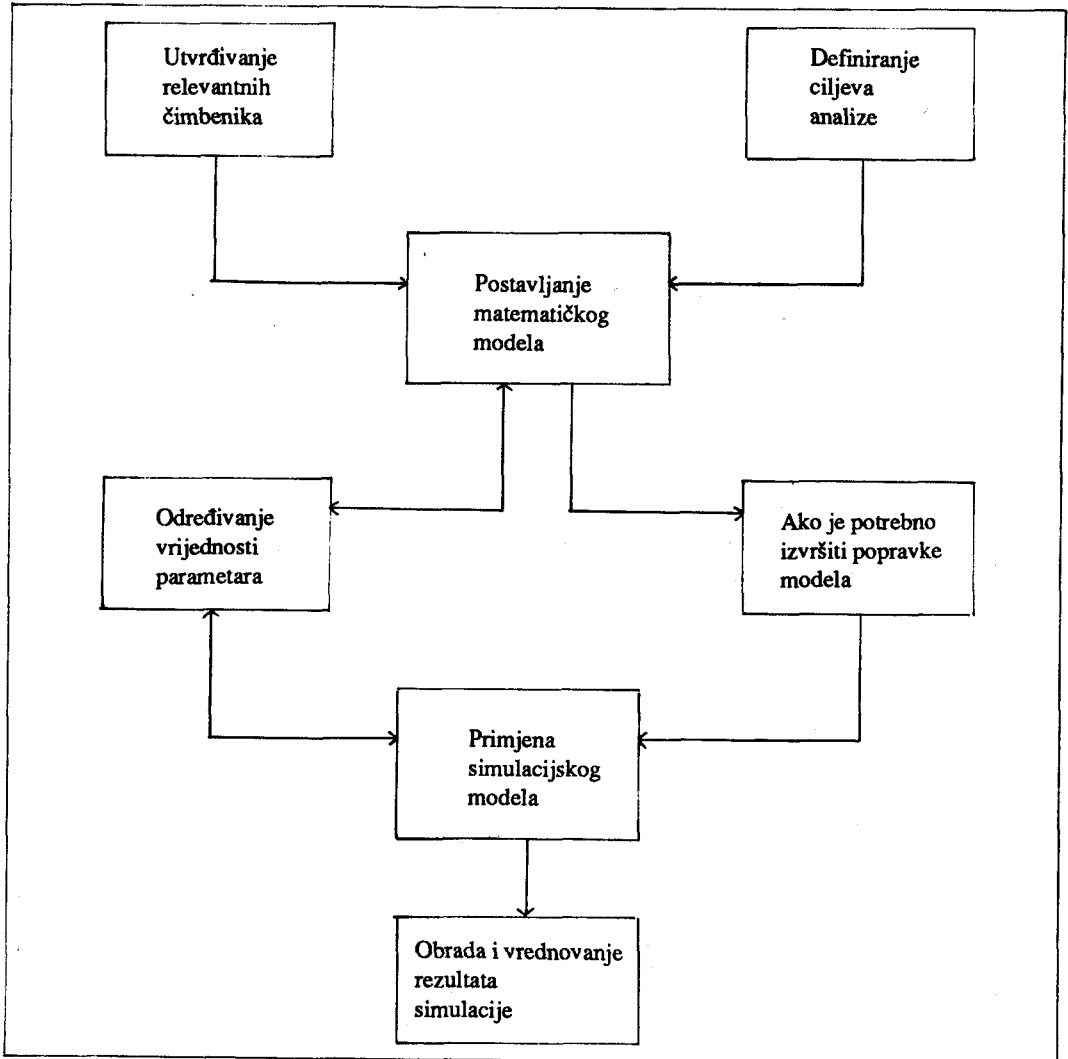 Utvrđivanje
relevantnih
čimbenika
Definiranje
ciljeva
analize
Postavljanje
matematičkog
modela
Određivanje
vrijednosti
parametara
Ako je potrebno
izvršiti popravke
modela
Primjena
simulacijskog
modela
Obrada i vrednovanje
rezultata
simulacije